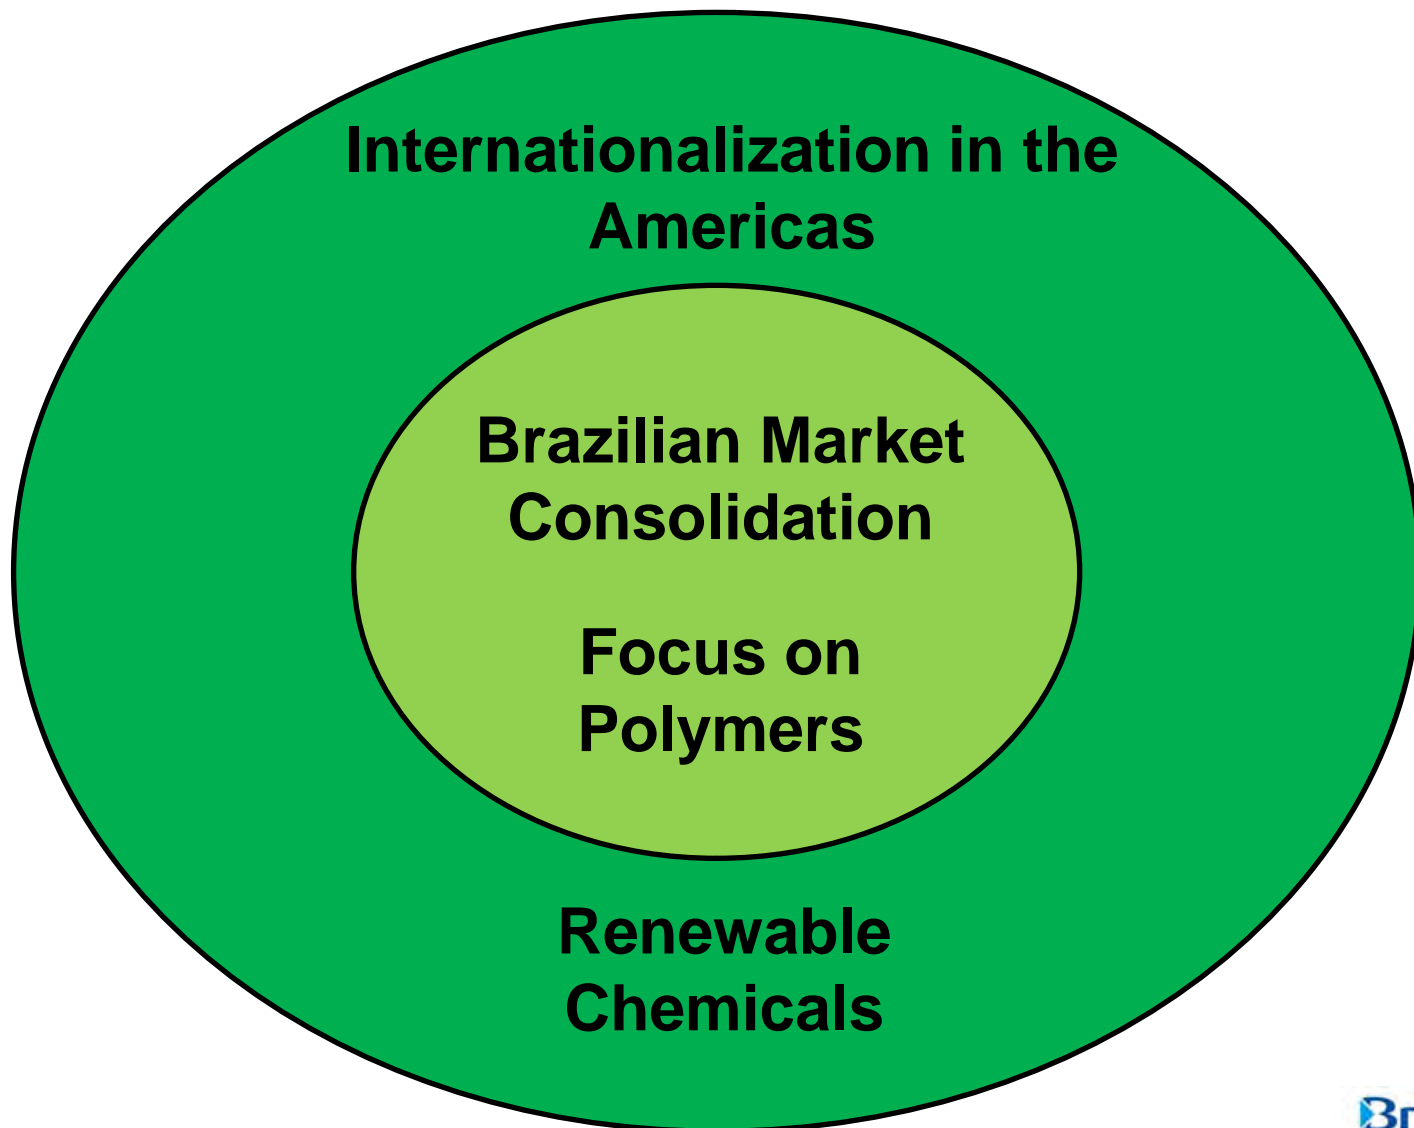 Internationalization in the
Americas
Brazilian Market
Consolidation
Focus on
Polymers
Renewable
Chemicals